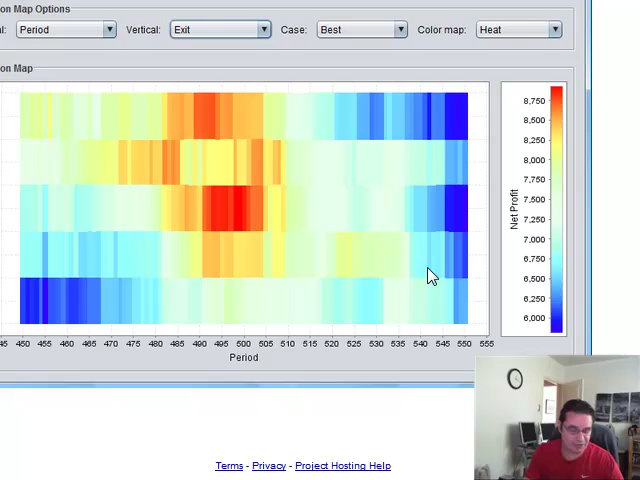 on Map Options
l: Period Vertical: Exit Case: Best Color map: Heat
on Map
8,750
8,500
8,250
8,000
7,750
7,500
7,250
7,000
6,750
6,500
6,250
6,000
Net Profit
45 450 455 460 465 470 475 480 485 490 495 500 505 510 515 520 525 530 535 540 545 550 555
Period
Terms - Privacy - Project Hosting Help